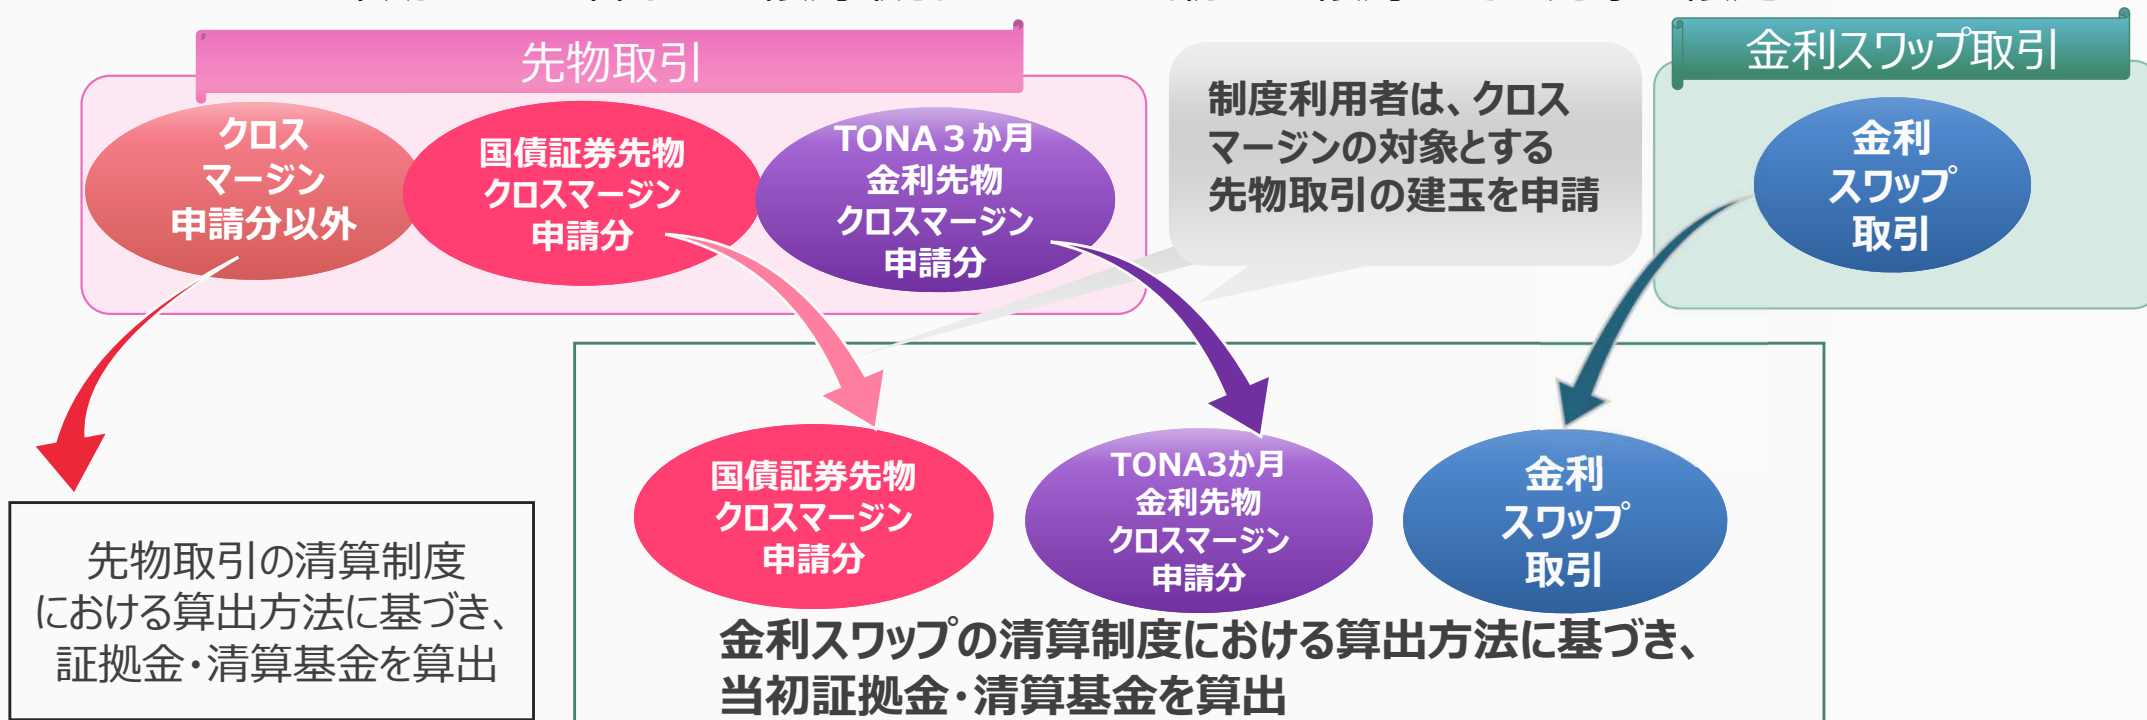 先物取引
金利スワップ取引
クロス
マージン
申請分以外
国債証券先物
クロスマージン
申請分
TONA３か月
金利先物
クロスマージン
申請分
制度利用者は、クロス
マージンの対象とする
先物取引の建玉を申請
金利
スワップ
取引
国債証券先物
クロスマージン
申請分
TONA3か月
金利先物
クロスマージン
申請分
金利
スワップ
取引
先物取引の清算制度
における算出方法に基づき、
証拠金・清算基金を算出
金利スワップの清算制度における算出方法に基づき、
当初証拠金・清算基金を算出